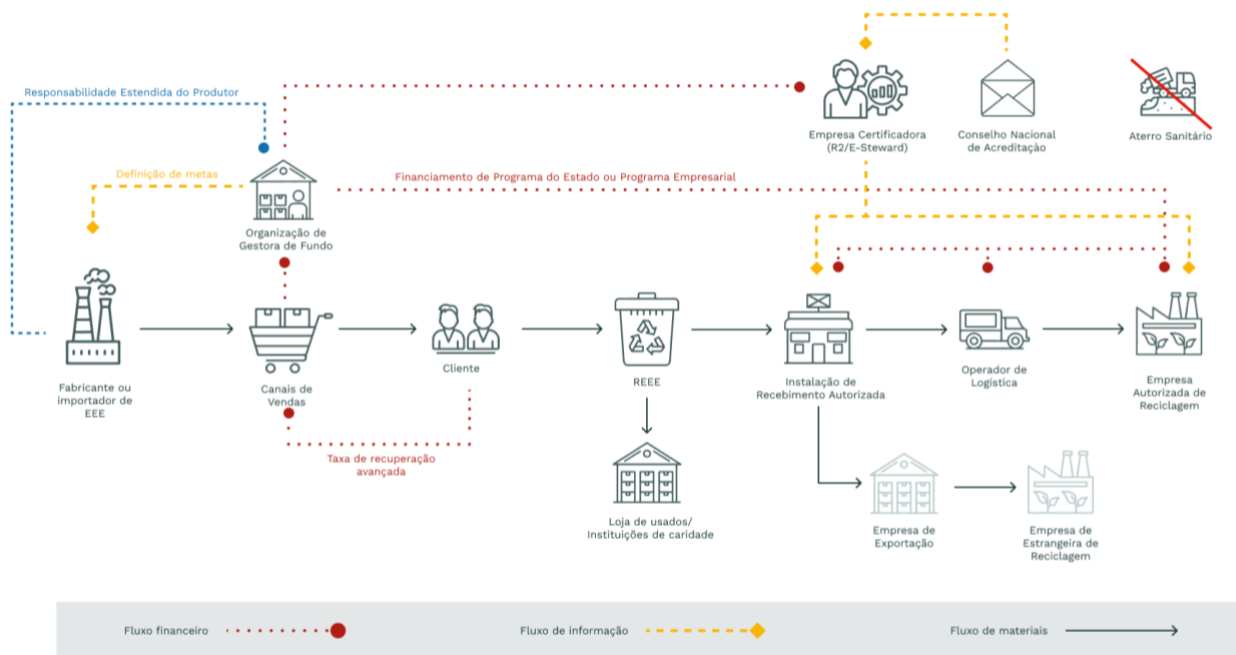 Responsabilidade Estendida do Produtor
Empresa Certificadora
(R2/E-Steward)
Conselho Nacional
de Acreditação
Aterro Sanitário
Definição de metas
Financiamento de Programa do Estado ou Programa Empresarial
Organização de
Gestora de Fundo
Fabricante ou
importador de
EEE
Canais de
Vendas
Cliente
REEE
Instalação de
Recebimento Autorizada
Operador de
Logística
Empresa
Autorizada de
Reciclagem
Taxa de recuperação
avançada
Loja de usados/
Instituições de caridade
Empresa de
Exportação
Empresa de
Estrangeira de
Reciclagem
Fluxo financeiro
Fluxo de informação
Fluxo de materiais